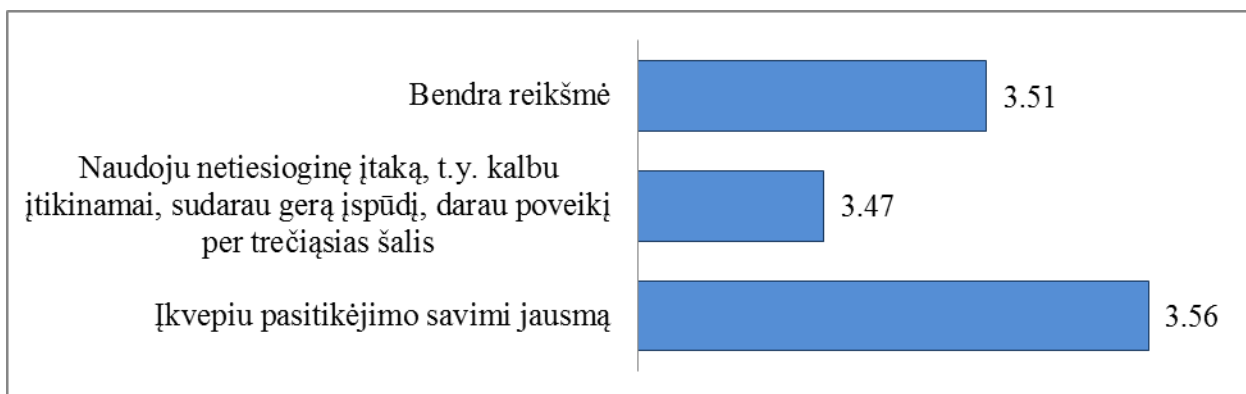 Bendra reikšmė
3.51
Naudoju netiesioginę įtaką, t.y. kalbu
įtikinamai, sudarau gerą įspūdį, darau poveikį
per trečiąsias šalis
3.47
Įkvepiu pasitikėjimo savimi jausmą
3.56